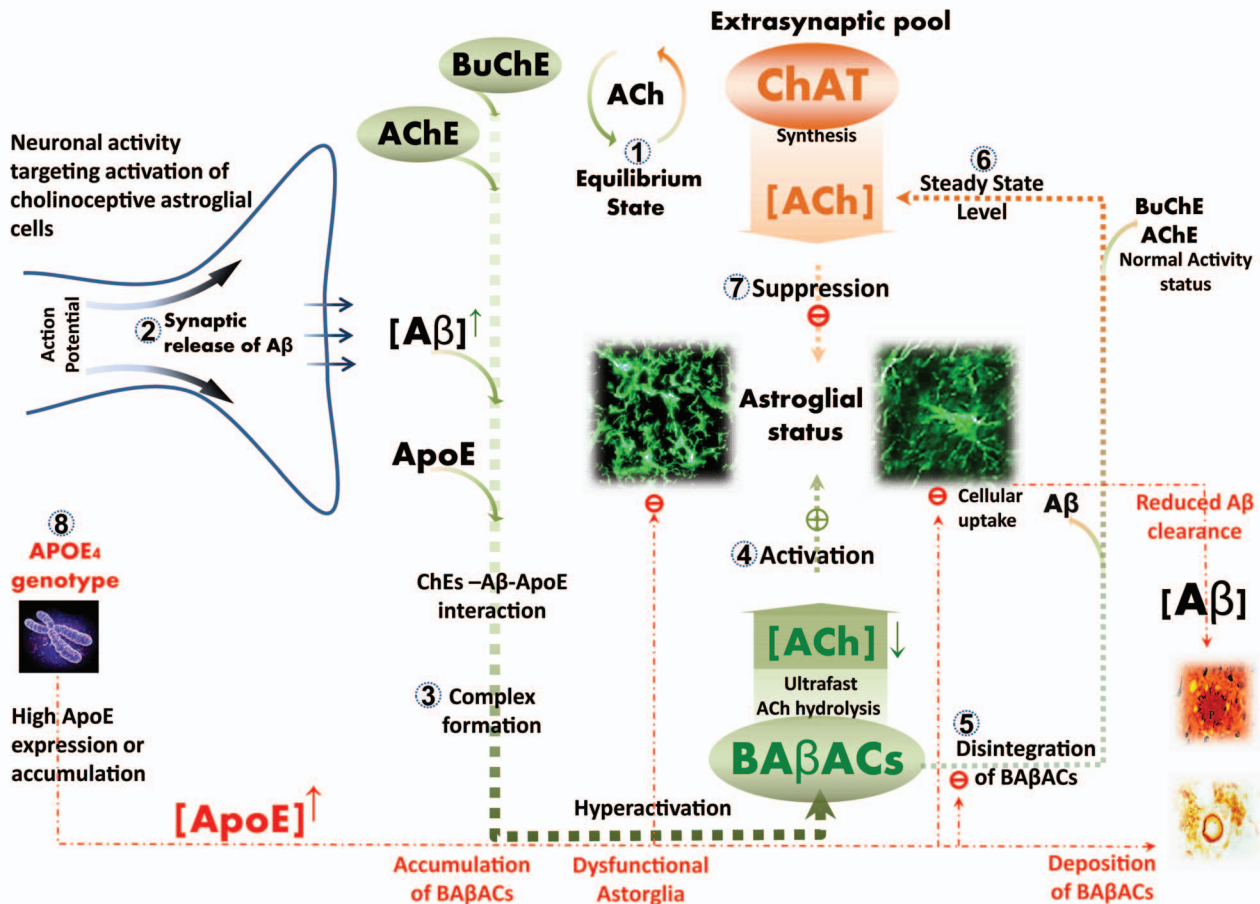 Extrasynaptic pool
BuChE
AChE
ACh
1
Equilibrium
State
ChAT
Synthesis
[ACh]
6
Steady State
Level
BuChE
AChE
Normal Activity
status
Neuronal activity
targeting activation of
cholinoceptive astroglial
cells
Action
Potential
2 Synaptic
release of Aβ
[Aβ]↑
7 Suppression
⊖
Astroglial
status
ApoE
⊖
⊖ Cellular
uptake
Aβ
Reduced Aβ
clearance
8
APOE4
genotype
⊕
4 Activation
ChEs –Aβ-ApoE
interaction
[Aβ]
P
[ACh]↓
Ultrafast
ACh hydrolysis
3 Complex
formation
BAβACs
5
Disintegration
of BAβACs
⊖
High ApoE
expression or
accumulation
[ApoE]↑
Hyperactivation
Accumulation
of BAβACs
Dysfunctional
Astorglia
Deposition
of BAβACs